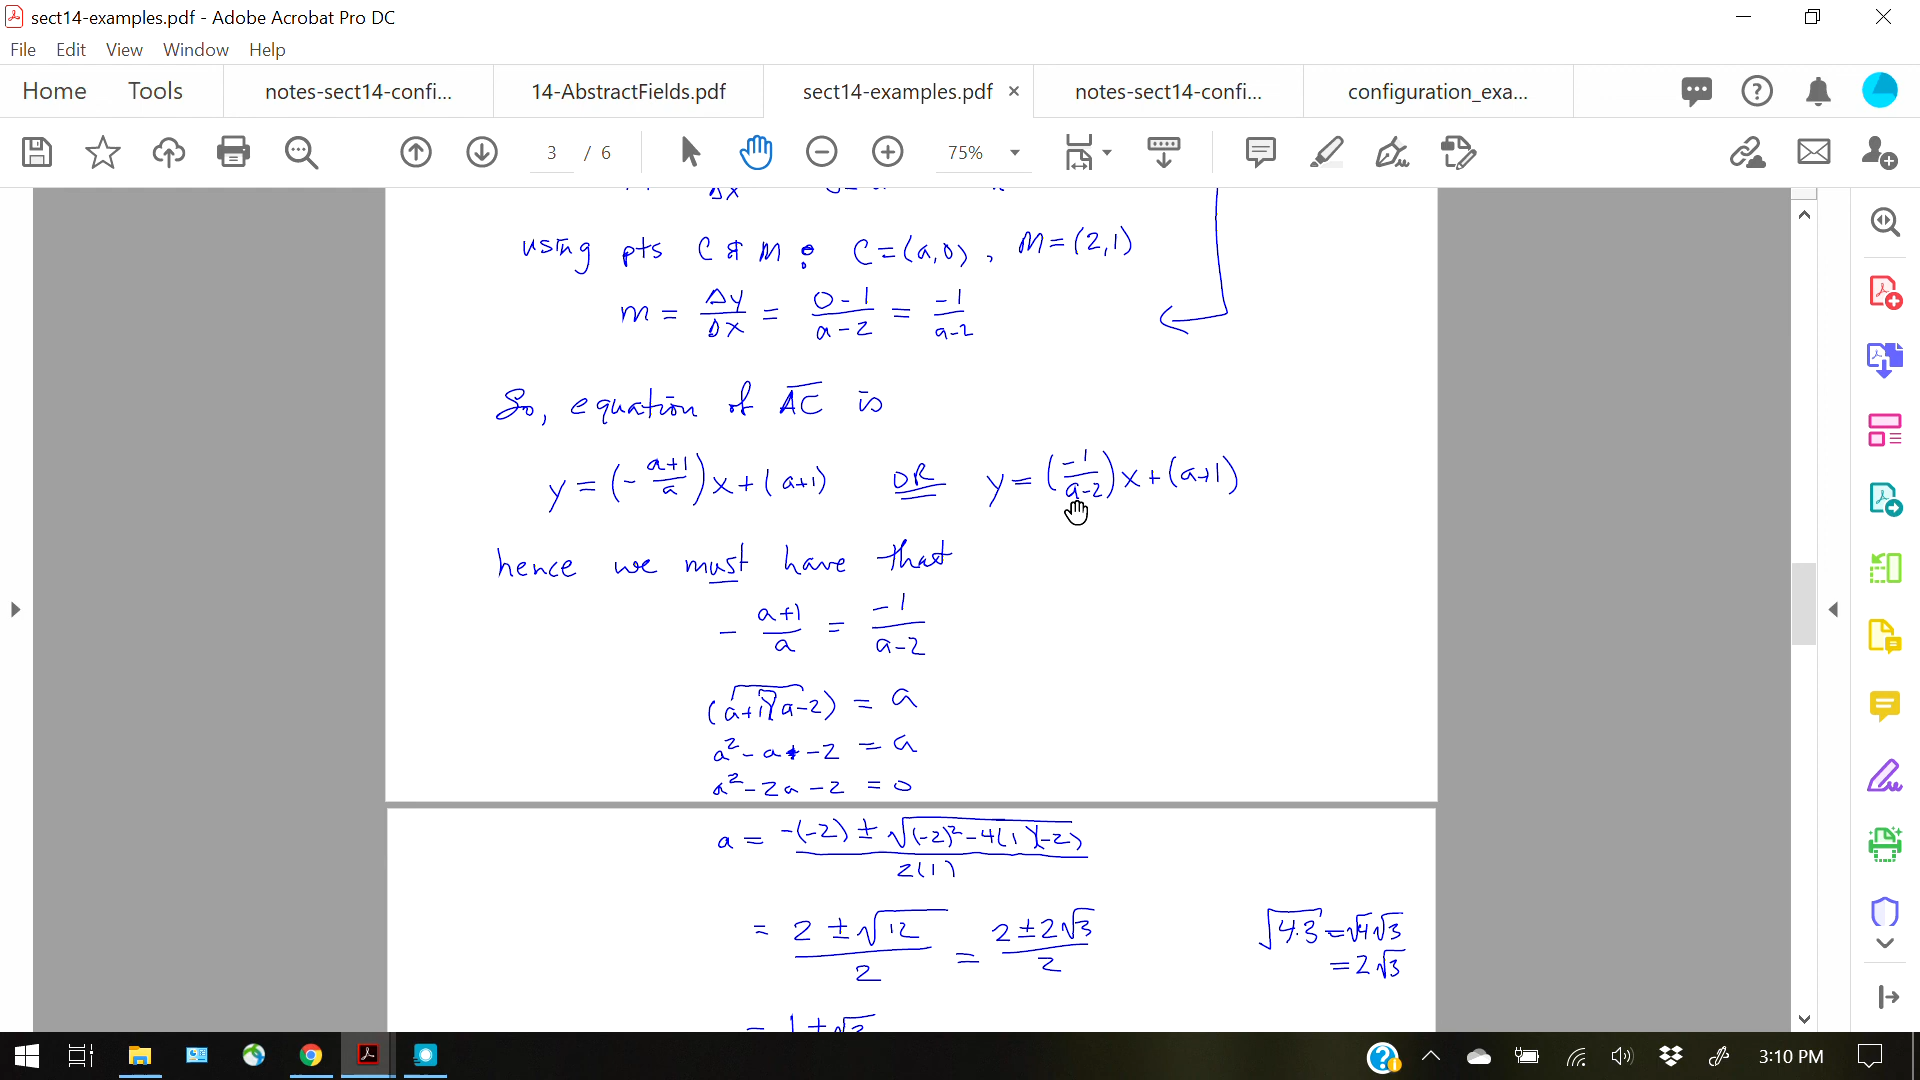 sect14-examples.pdf - Adobe Acrobat Pro DC
File Edit View Window Help
Home Tools notes-sect14-confi... 14-AbstractFields.pdf sect14-examples.pdf × notes-sect14-confi... configuration_exa...
3 / 6 75%
Δx
using pts C & M : C=(a,0), M=(2,1)
m = Δy/Δx = (0-1)/(a-2) = -1/(a-2)
So, equation of AC is
y = (-(a+1)/a)x+(a+1) OR y = (-1/(a-2))x+(a+1)
hence we must have that
-(a+1)/a = -1/(a-2)
(a+1)(a-2) = a
a²-a-2 = a
a²-2a-2 = 0
a = (-(-2) ± √((-2)²-4(1)(-2)))/(2(1))
= (2 ± √12)/2 = (2±2√3)/2 √(4·3) = √4√3
= 2√3
= 1 ± √3
3:10 PM